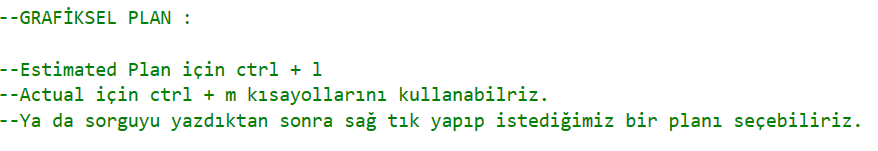 --GRAFİKSEL PLAN :
--Estimated Plan için ctrl + l
--Actual için ctrl + m kısayollarını kullanabilriz.
--Ya da sorguyu yazdıktan sonra sağ tık yapıp istediğimiz bir planı seçebiliriz.